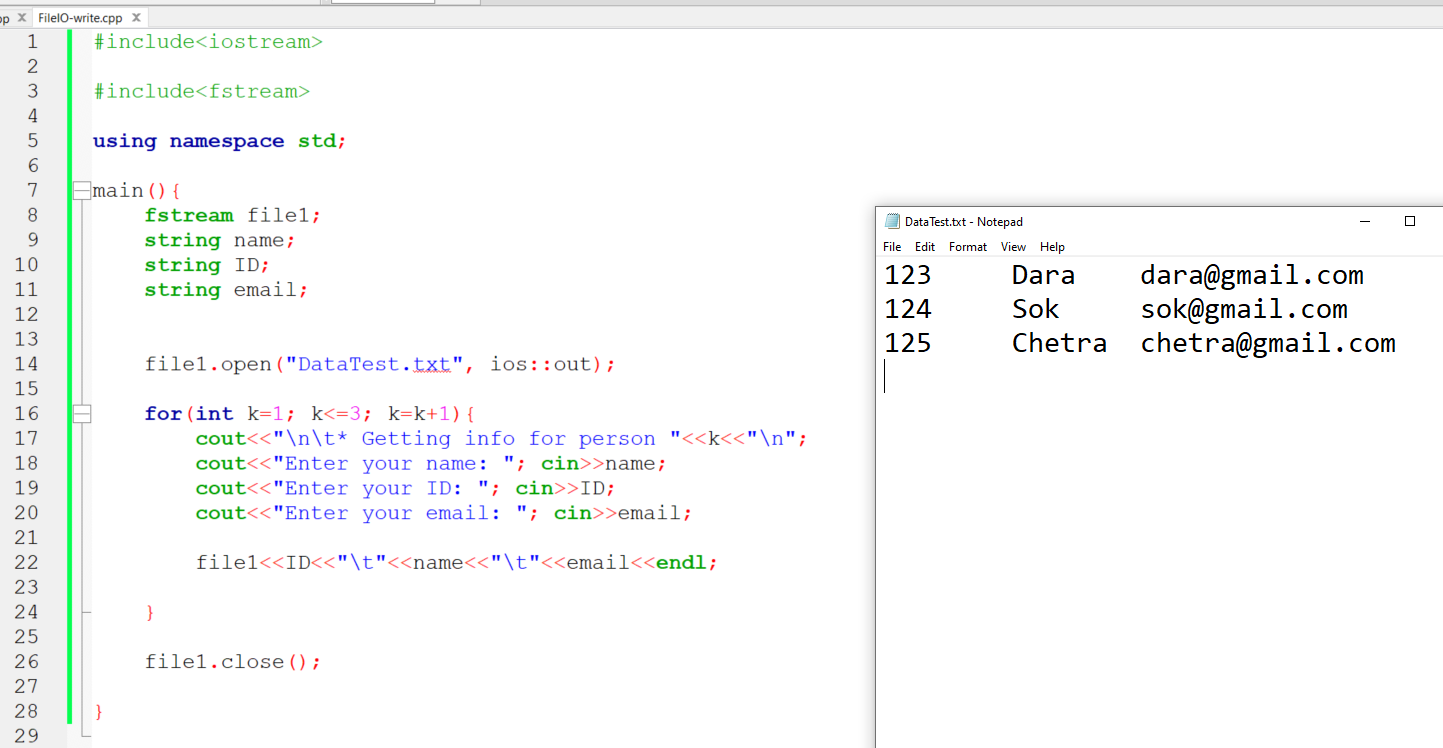 pp X FileIO-write.cpp X
1 #include<iostream>
2
3 #include<fstream>
4
5 using namespace std;
6
7 main(){
8 fstream file1;
9 string name;
10 string ID;
11 string email;
12
13
14 file1.open("DataTest.txt", ios::out);
15
16 for(int k=1; k<=3; k=k+1){
17 cout<<"\n\t* Getting info for person "<<k<<"\n";
18 cout<<"Enter your name: "; cin>>name;
19 cout<<"Enter your ID: "; cin>>ID;
20 cout<<"Enter your email: "; cin>>email;
21
22 file1<<ID<<"\t"<<name<<"\t"<<email<<endl;
23
24 }
25
26 file1.close();
27
28 }
29
DataTest.txt - Notepad
File Edit Format View Help
123 Dara dara@gmail.com
124 Sok sok@gmail.com
125 Chetra chetra@gmail.com